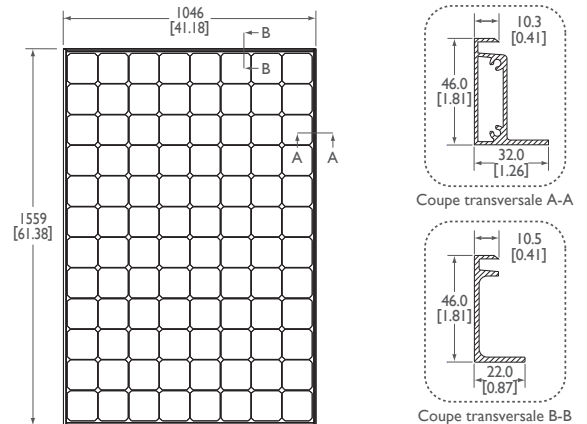 1046
[41.18]
B
B
A
A
1559
[61.38]
10.3
[0.41]
46.0
[1.81]
32.0
[1.26]
Coupe transversale A-A
10.5
[0.41]
46.0
[1.81]
22.0
[0.87]
Coupe transversale B-B